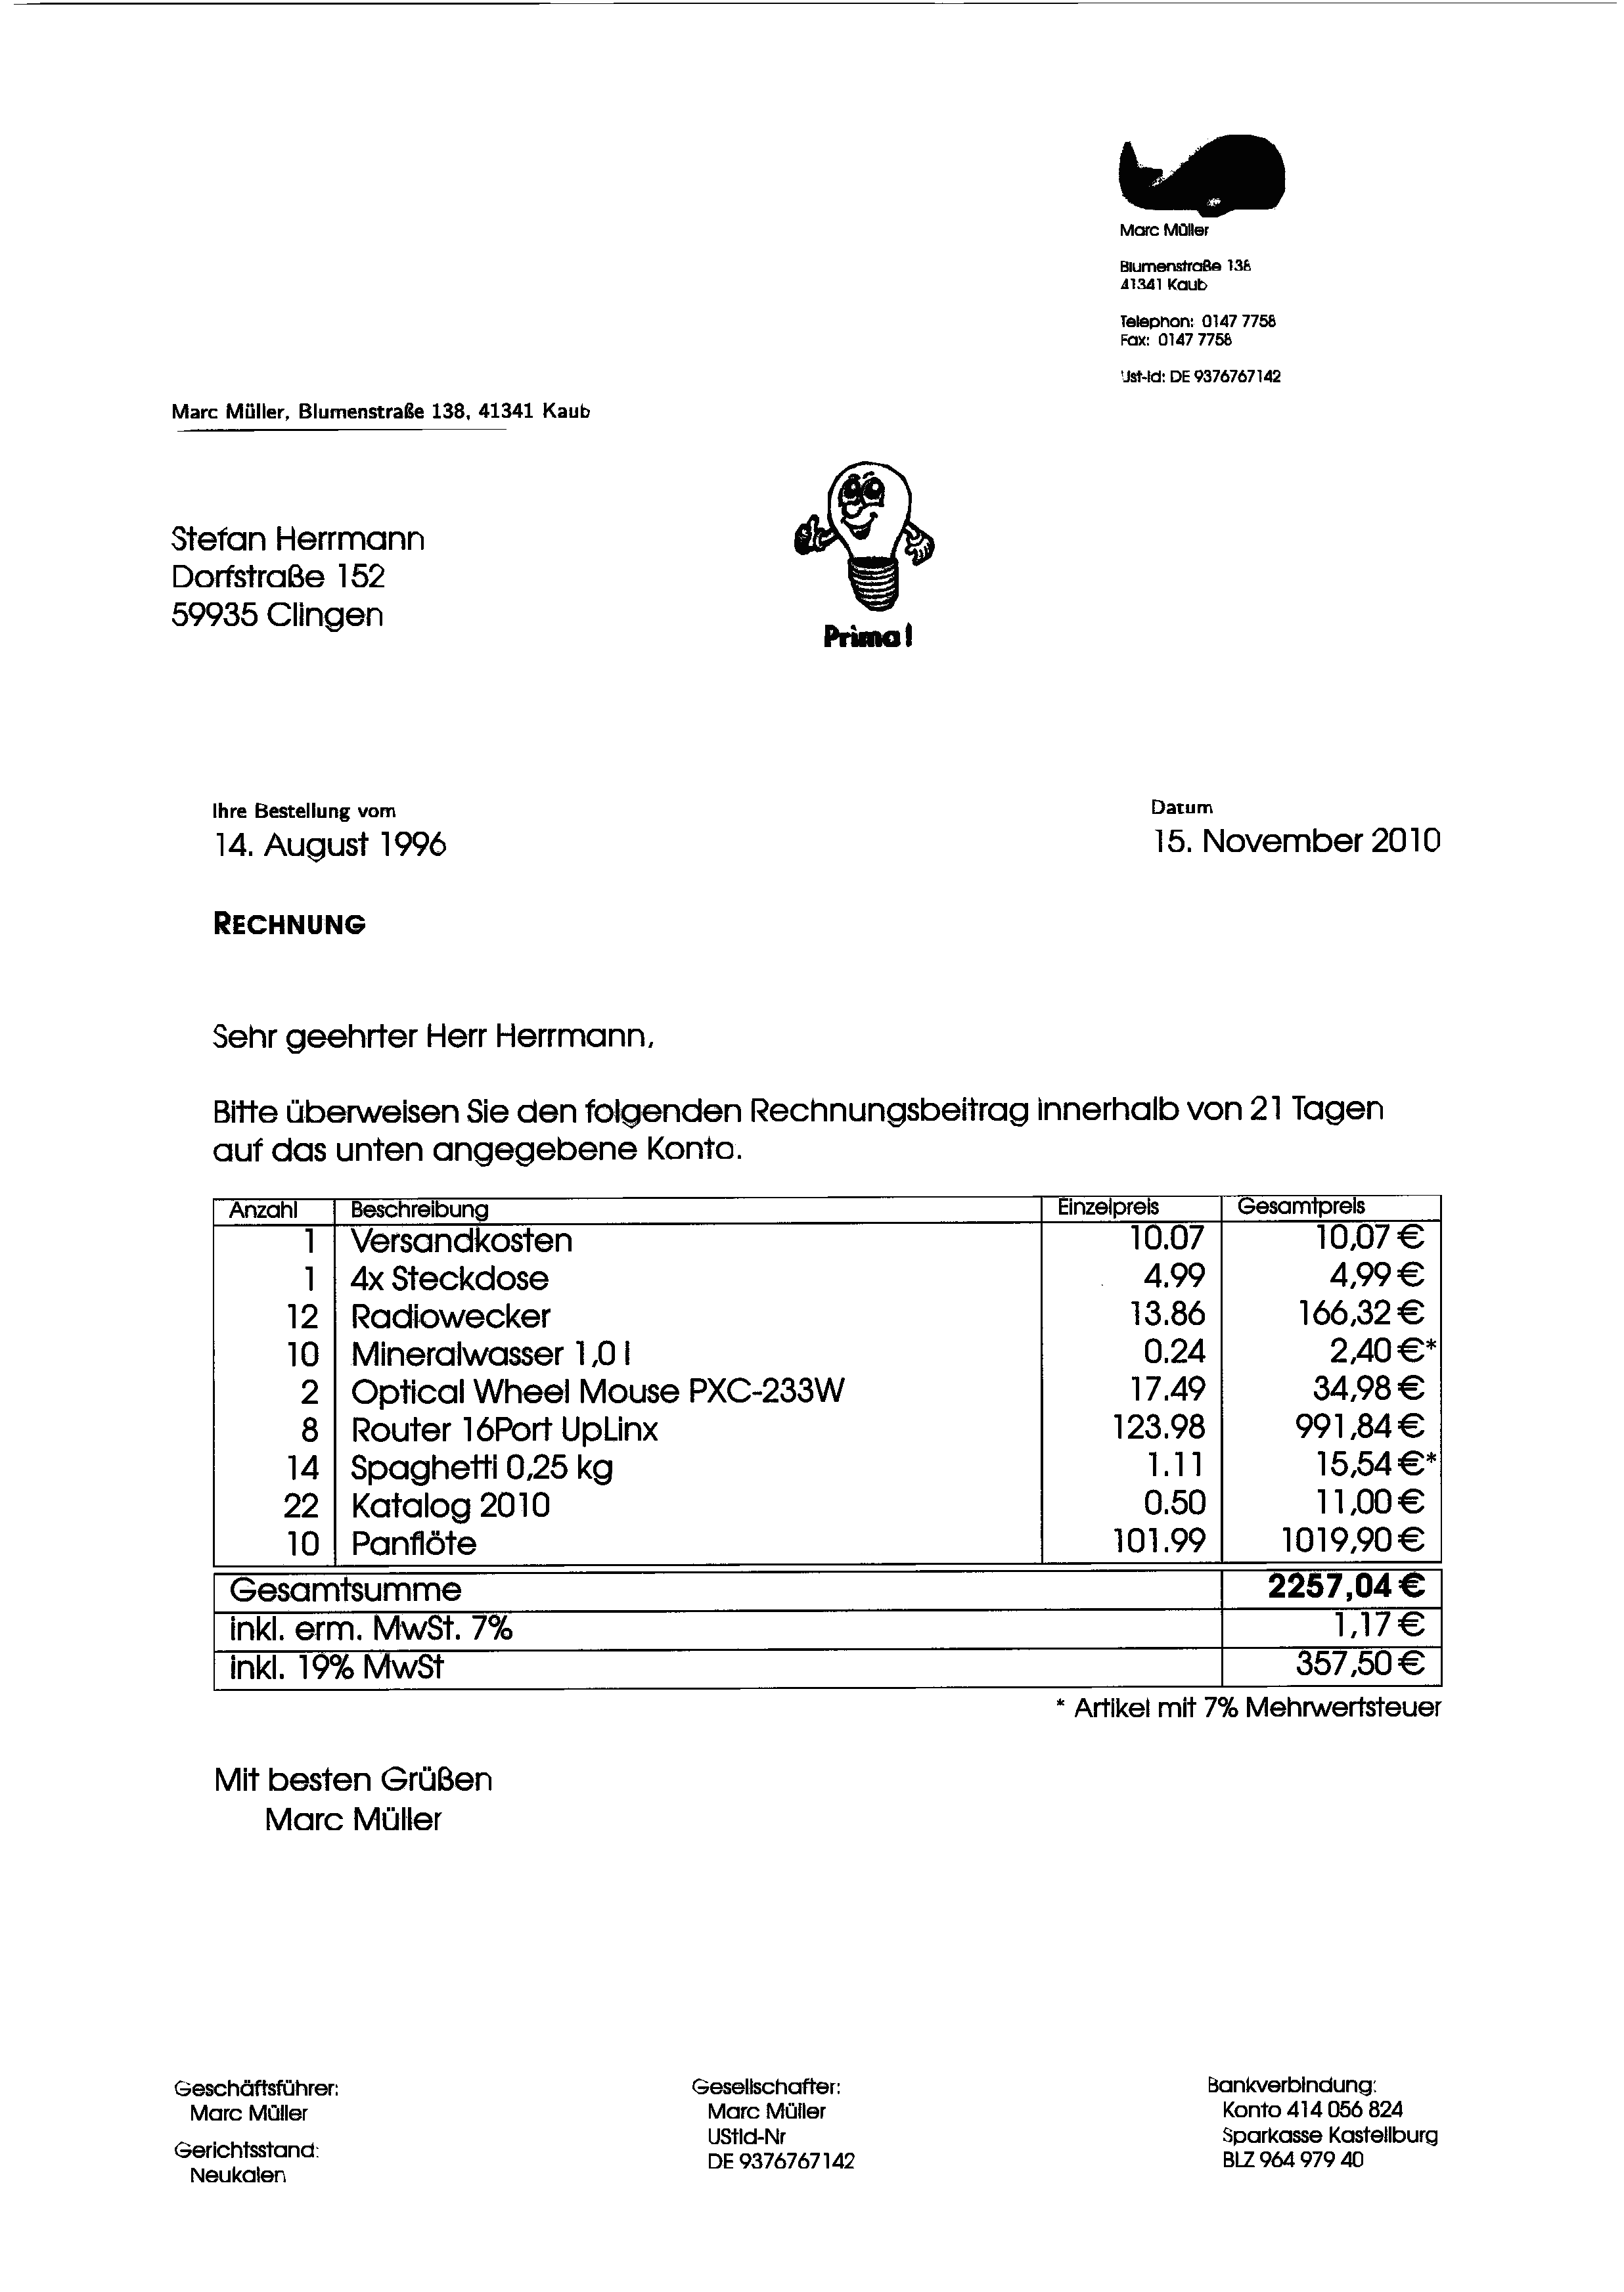 Marc Müller
Blumenstraße 138
41341 Kaub
Telephon: 0147 7758
Fax: 0147 7758
Ust-Id: DE 9376767142
Marc Müller, Blumenstraße 138, 41341 Kaub
Stefan Herrmann
Dorfstraße 152
59935 Clingen
Prima!
Ihre Bestellung vom Datum
14. August 1996 15. November 2010
RECHNUNG
Sehr geehrter Herr Herrmann,
Bitte überweisen Sie den folgenden Rechnungsbeitrag innerhalb von 21 Tagen
auf das unten angegebene Konto.
Anzahl Beschreibung Einzelpreis Gesamtpreis
1 Versandkosten 10.07 10,07 €
1 4x Steckdose 4.99 4,99 €
12 Radiowecker 13.86 166,32 €
10 Mineralwasser 1,0 l 0.24 2,40 €*
2 Optical Wheel Mouse PXC-233W 17.49 34,98 €
8 Router 16Port UpLinx 123.98 991,84 €
14 Spaghetti 0,25 kg 1.11 15,54 €*
22 Katalog 2010 0.50 11,00 €
10 Panflöte 101.99 1019,90 €
Gesamtsumme 2257,04 €
inkl. erm. MwSt. 7% 1,17 €
inkl. 19% MwSt 357,50 €
* Artikel mit 7% Mehrwertsteuer
Mit besten Grüßen
Marc Müller
Geschäftsführer:
Marc Müller
Gerichtsstand:
Neukalen
Gesellschafter:
Marc Müller
UStId-Nr
DE 9376767142
Bankverbindung:
Konto 414 056 824
Sparkasse Kastellburg
BLZ 964 979 40